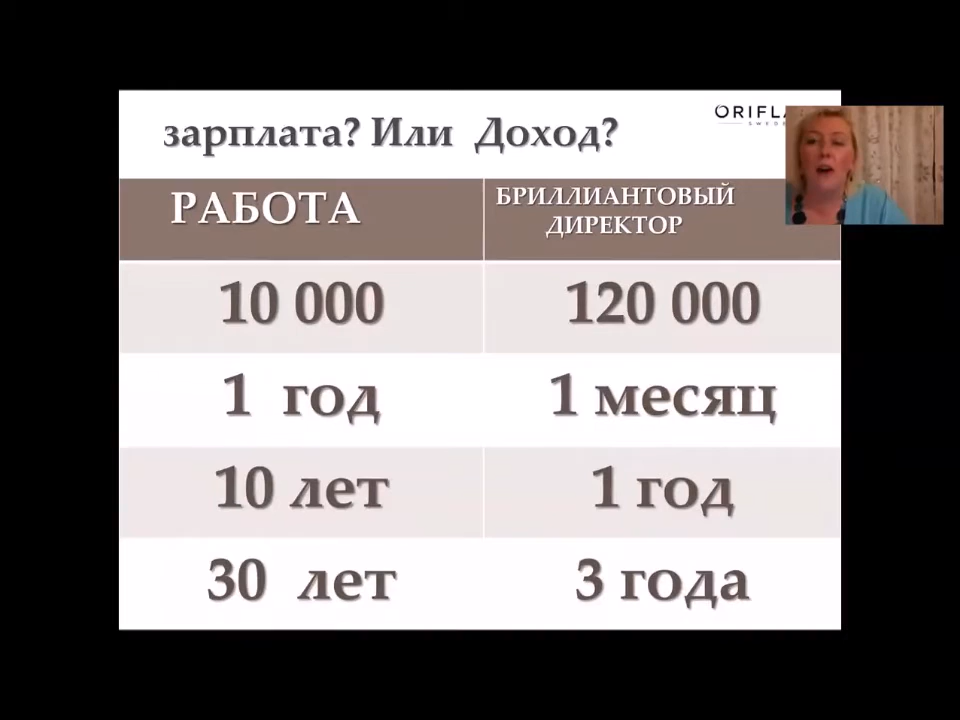 зарплата? Или Доход?
РАБОТА
БРИЛЛИАНТОВЫЙ
ДИРЕКТОР
10 000
120 000
1 год
1 месяц
10 лет
1 год
30 лет
3 года